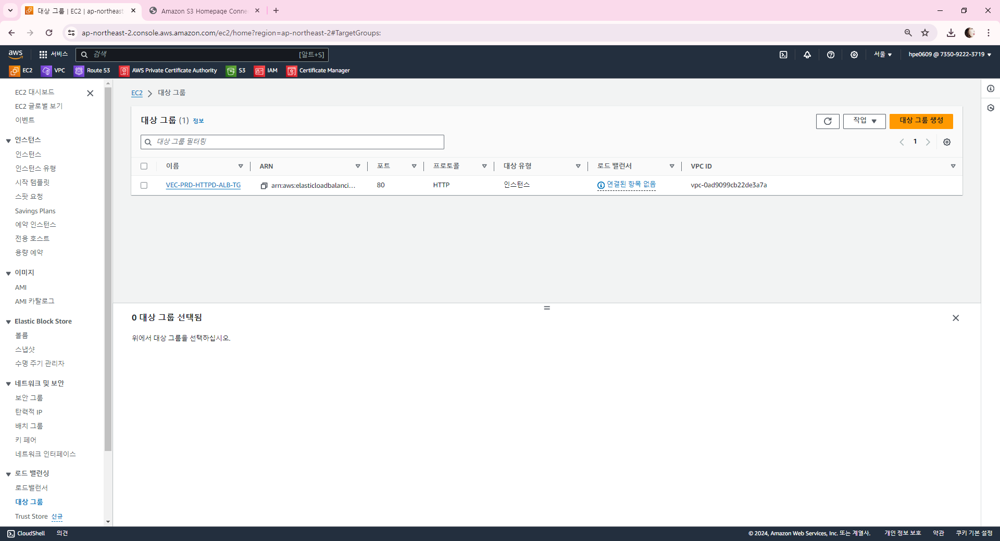 대상 그룹 | EC2 | ap-northeast
Amazon S3 Homepage Conne
ap-northeast-2.console.aws.amazon.com/ec2/home?region=ap-northeast-2#TargetGroups:
aws
서비스
검색
[알트+S]
서울
hpe0609 @ 7350-9222-3719
EC2
VPC
Route 53
AWS Private Certificate Authority
S3
IAM
Certificate Manager
EC2 대시보드
EC2 글로벌 보기
이벤트
인스턴스
인스턴스
인스턴스 유형
시작 템플릿
스팟 요청
Savings Plans
예약 인스턴스
전용 호스트
용량 예약
이미지
AMI
AMI 카탈로그
Elastic Block Store
볼륨
스냅샷
수명 주기 관리자
네트워크 및 보안
보안 그룹
탄력적 IP
배치 그룹
키 페어
네트워크 인터페이스
로드 밸런싱
로드밸런서
대상 그룹
Trust Store 신규
EC2
대상 그룹
대상 그룹 (1) 정보
작업
대상 그룹 생성
대상 그룹 필터링
1
이름 ARN 포트 프로토콜 대상 유형 로드 밸런서 VPC ID
VEC-PRD-HTTPD-ALB-TG arn:aws:elasticloadbalanci... 80 HTTP 인스턴스 연결된 항목 없음 vpc-0ad9099cb22de3a7a
0 대상 그룹 선택됨
위에서 대상 그룹을 선택하십시오.
CloudShell
의견
© 2024, Amazon Web Services, Inc. 또는 계열사.
개인 정보 보호
약관
쿠키 기본 설정